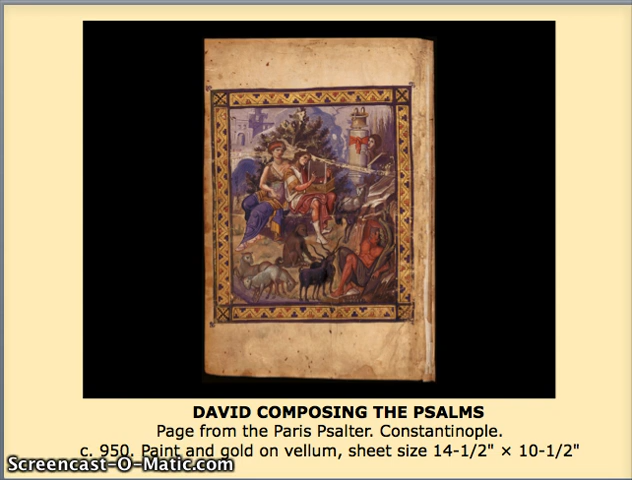 DAVID COMPOSING THE PSALMS
Page from the Paris Psalter. Constantinople.
c. 950. Paint and gold on vellum, sheet size 14-1/2" × 10-1/2"
Screencast-O-Matic.com